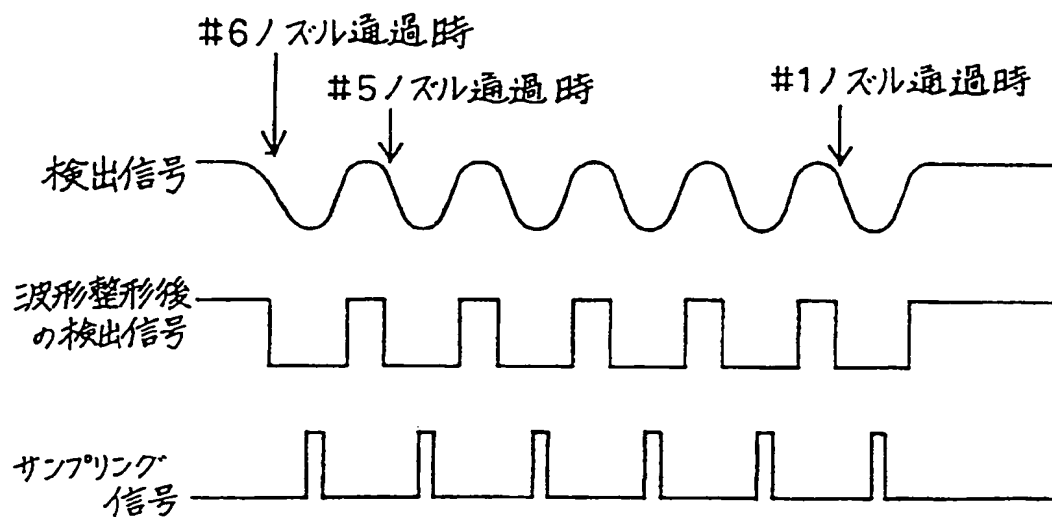 #6ノズル通過時
#5ノズル通過時
#1ノズル通過時
検出信号
波形整形後
の検出信号
サンプリング
信号